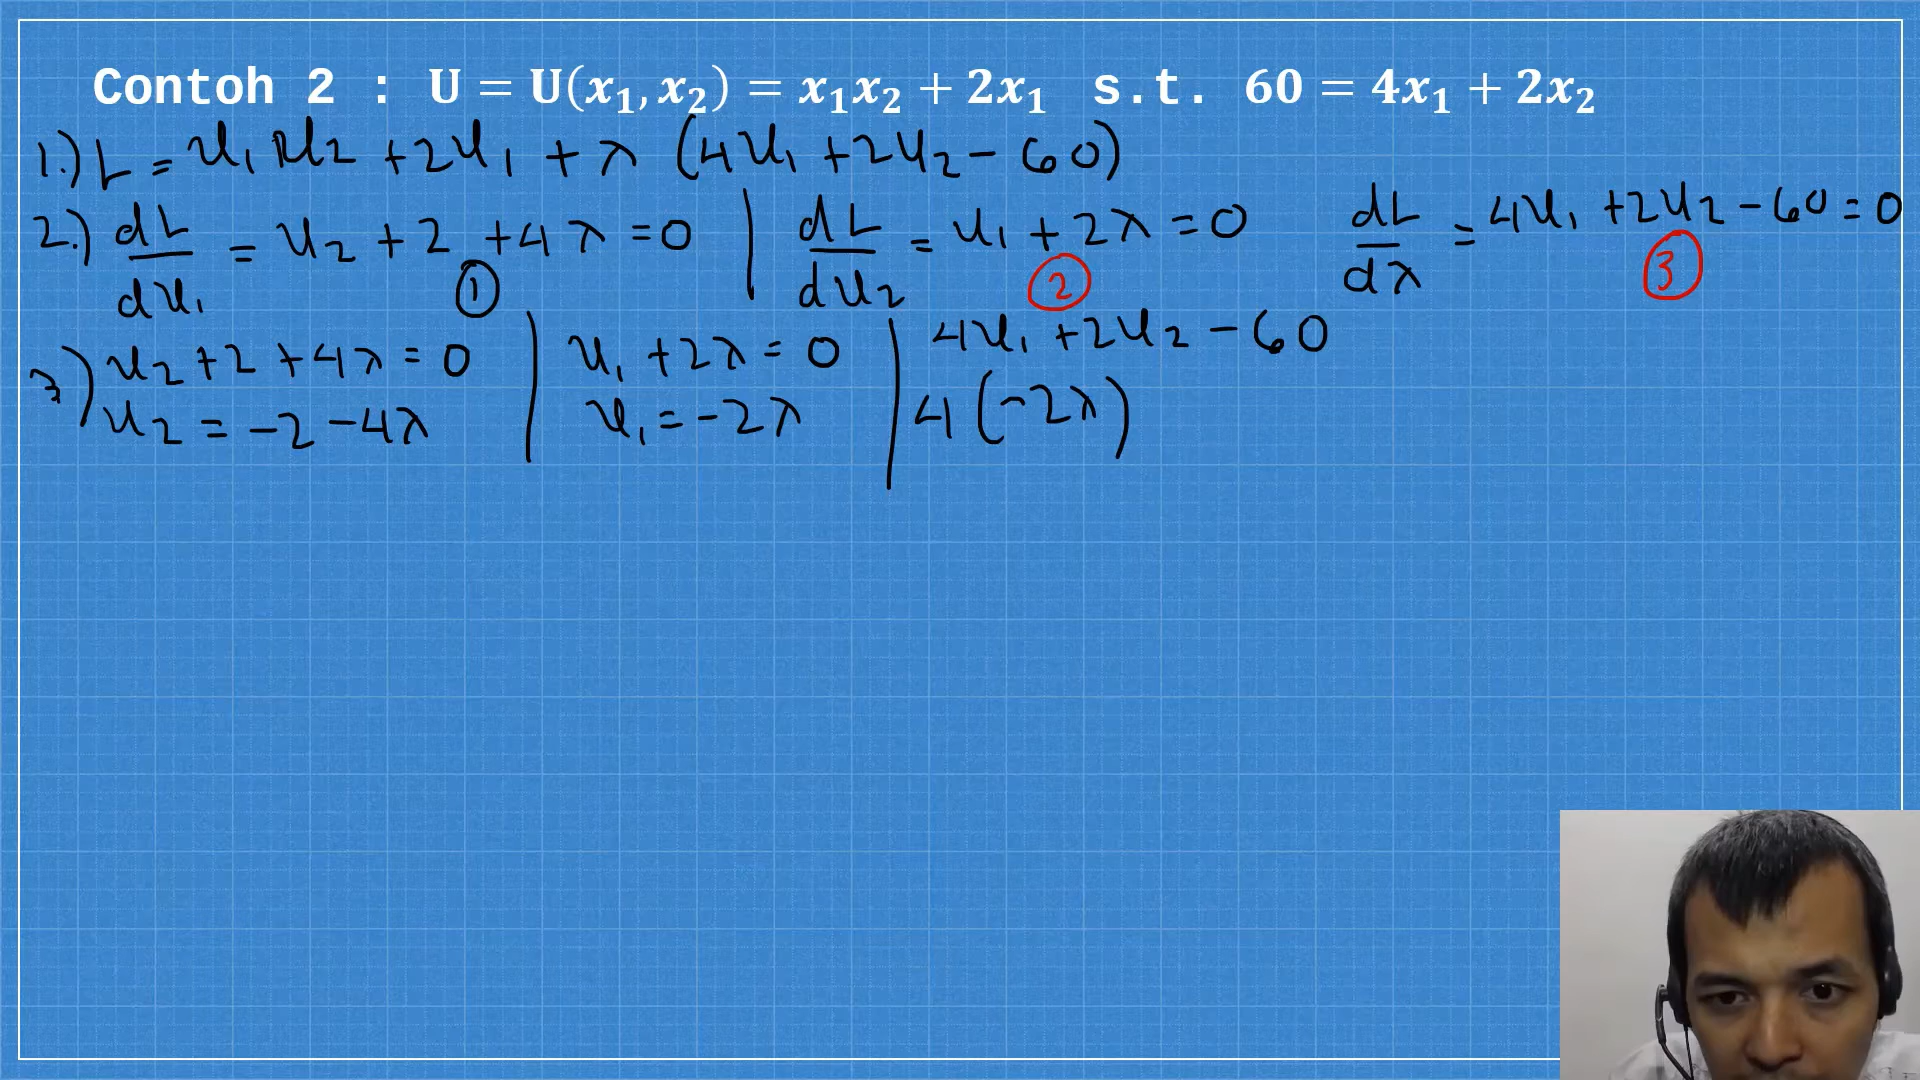 Contoh 2 : U = U(x₁, x₂) = x₁x₂ + 2x₁ s.t. 60 = 4x₁ + 2x₂
1.) L = x₁ x₂ + 2x₁ + λ (4x₁ + 2x₂ - 60)
2.) dL/dx₁ = x₂ + 2 + 4λ = 0 | dL/dx₂ = x₁ + 2λ = 0 dL/dλ = 4x₁ + 2x₂ - 60 = 0
① ② ③
3) x₂ + 2 + 4λ = 0 | x₁ + 2λ = 0 | 4x₁ + 2x₂ - 60
x₂ = -2 - 4λ | x₁ = -2λ | 4 (-2λ)